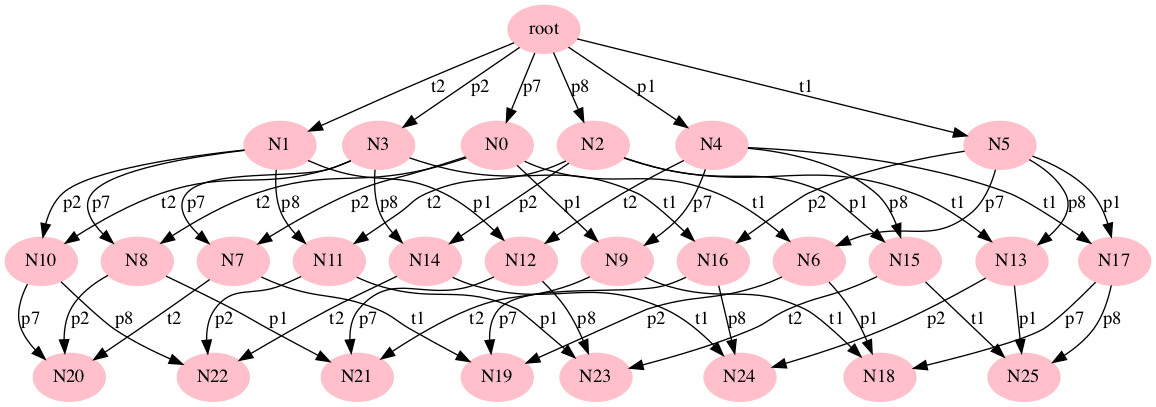 root
t2 p2 p7 p8 p1 t1
N1 N3 N0 N2 N4 N5
p2 p7 p8 p1 t2 p7 p8 t1 t2 p2 p1 t1 t2 p2 p1 t1 t2 p7 p8 t1 p2 p7 p8 p1
N10 N8 N7 N11 N14 N12 N9 N16 N6 N15 N13 N17
p7 p8 p2 p1 t2 t1 p2 p1 t2 t1 p7 p8 t2 t1 p7 p8 p2 p1 t2 t1 p2 p1 p7 p8
N20 N22 N21 N19 N23 N24 N18 N25